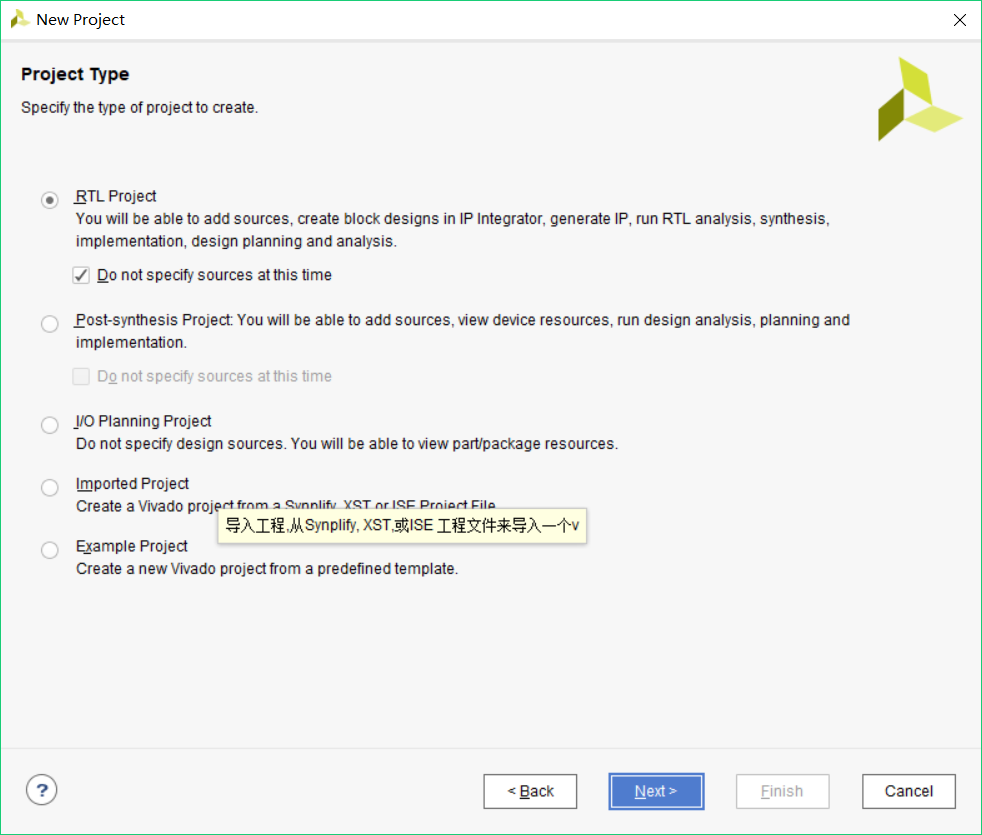 New Project
Project Type
Specify the type of project to create.
RTL Project
You will be able to add sources, create block designs in IP Integrator, generate IP, run RTL analysis, synthesis,
implementation, design planning and analysis.
Do not specify sources at this time
Post-synthesis Project: You will be able to add sources, view device resources, run design analysis, planning and
implementation.
Do not specify sources at this time
I/O Planning Project
Do not specify design sources. You will be able to view part/package resources.
Imported Project
Create a Vivado project from a Synplify, XST or ISE Project File.
导入工程,从Synplify, XST,或ISE 工程文件来导入一个v
Example Project
Create a new Vivado project from a predefined template.
?
< Back
Next >
Finish
Cancel